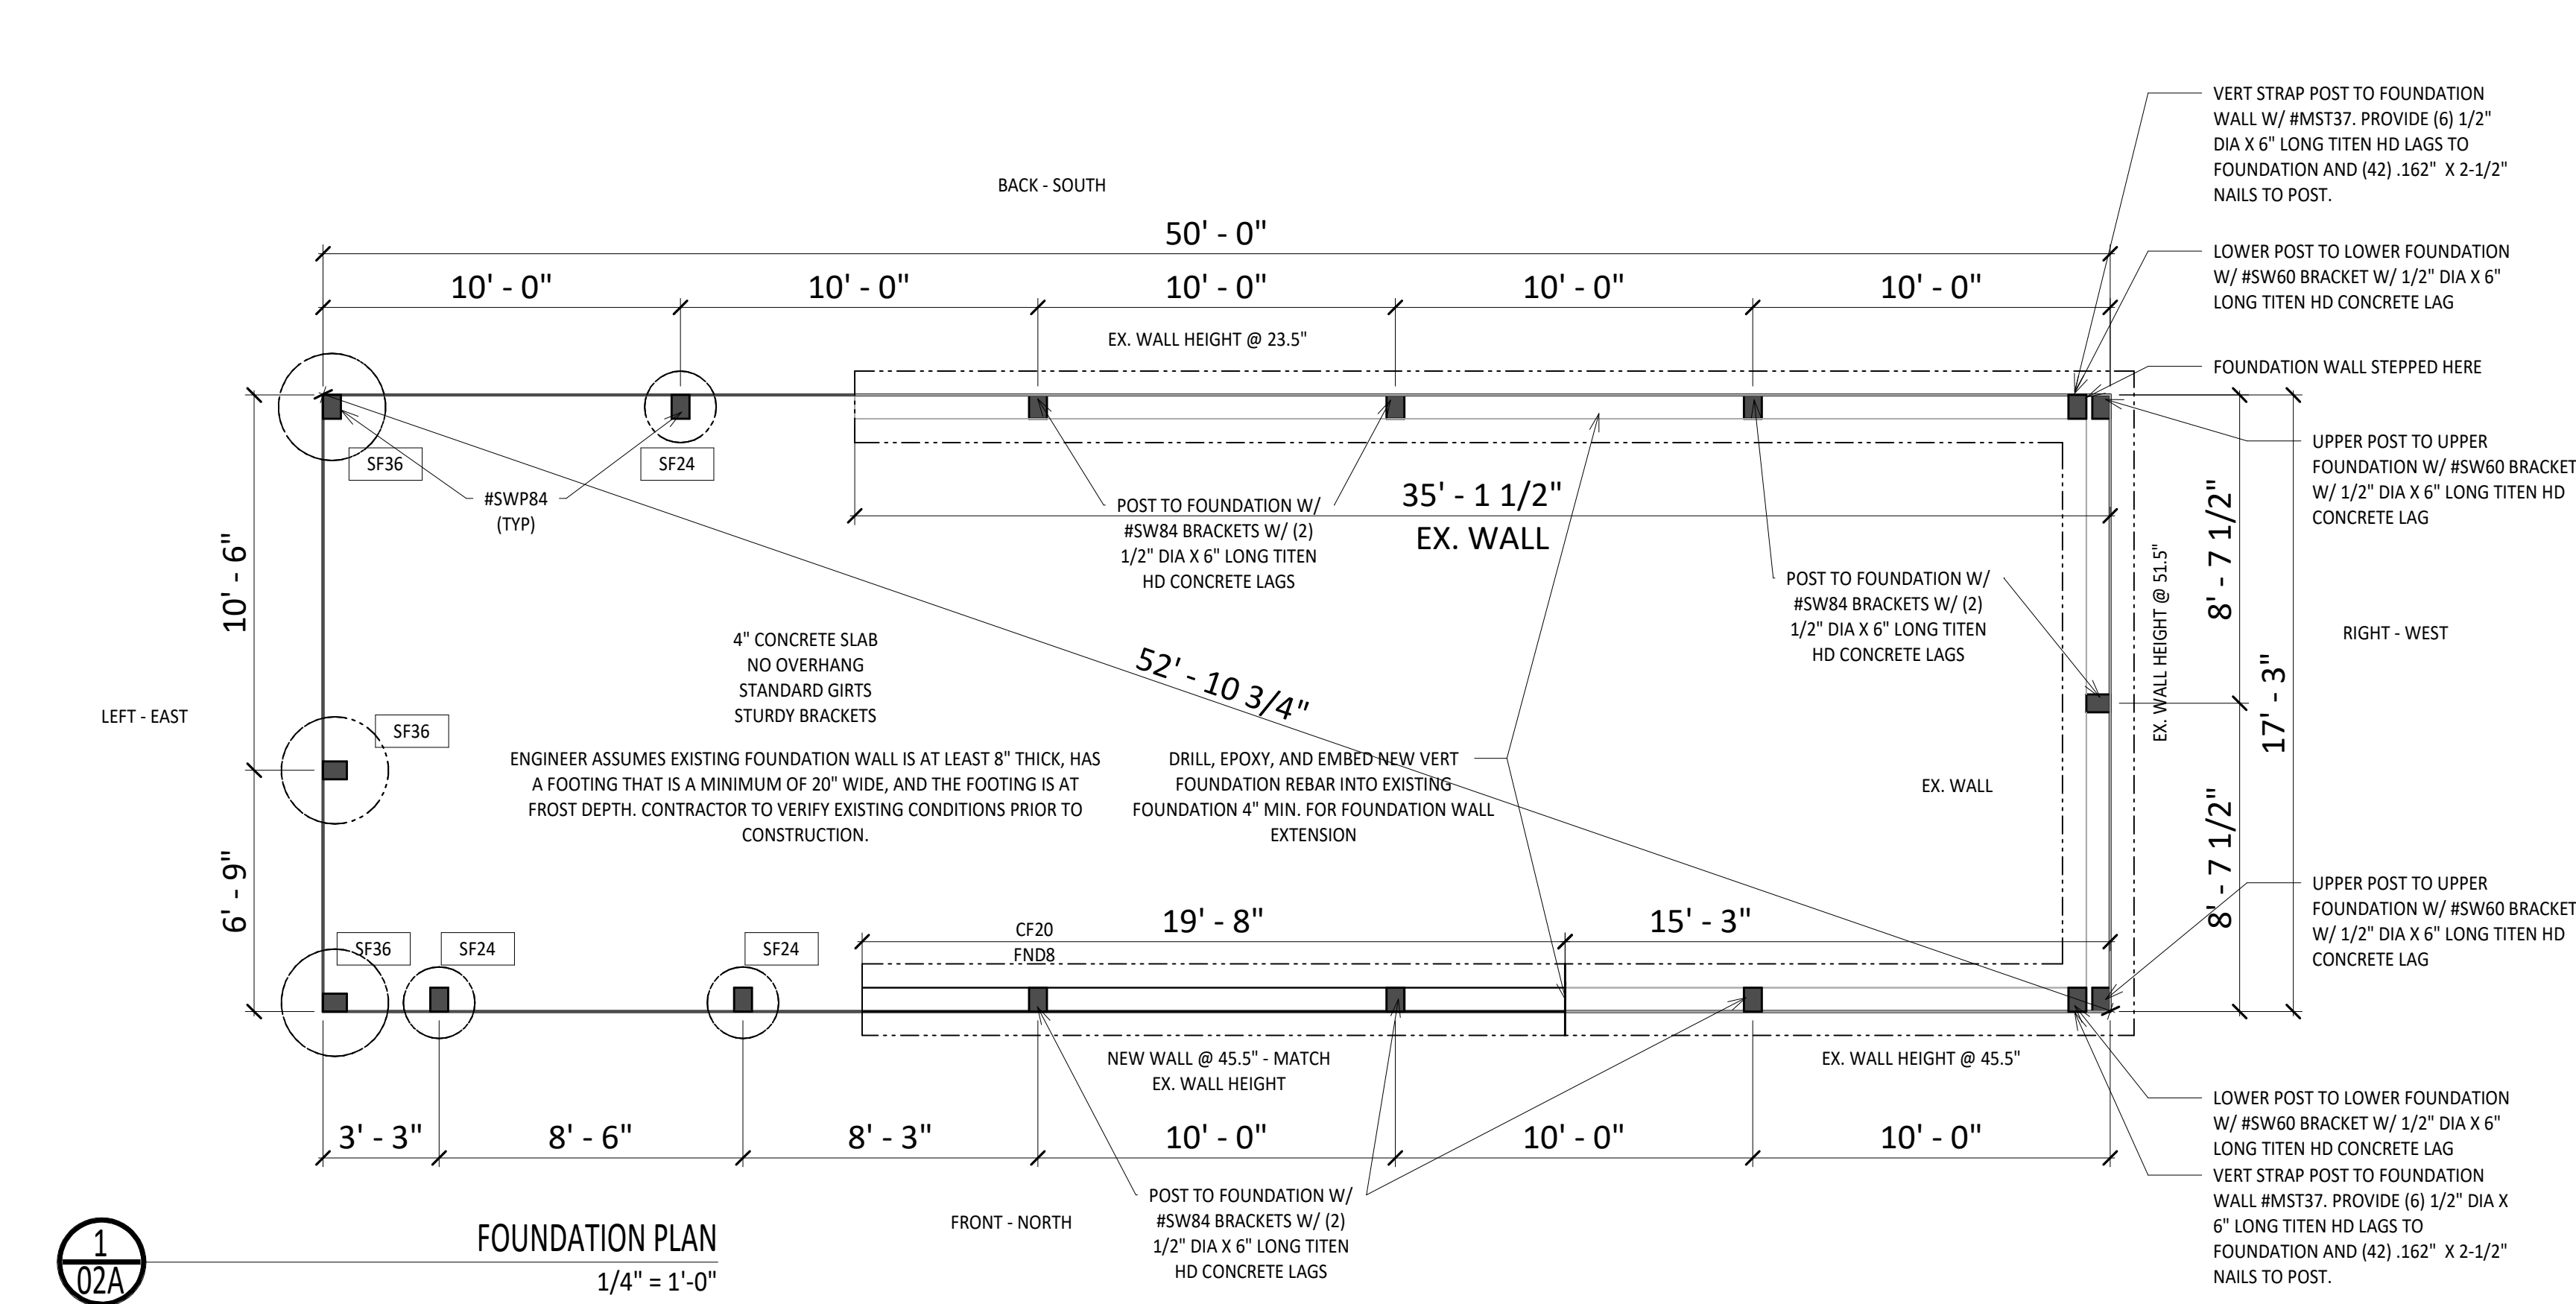 VERT STRAP POST TO FOUNDATION
WALL W/ #MST37. PROVIDE (6) 1/2"
DIA X 6" LONG TITEN HD LAGS TO
FOUNDATION AND (42) .162" X 2-1/2"
NAILS TO POST.
BACK - SOUTH
50' - 0"
LOWER POST TO LOWER FOUNDATION
W/ #SW60 BRACKET W/ 1/2" DIA X 6"
LONG TITEN HD CONCRETE LAG
10' - 0"
10' - 0"
10' - 0"
10' - 0"
10' - 0"
EX. WALL HEIGHT @ 23.5"
FOUNDATION WALL STEPPED HERE
UPPER POST TO UPPER
FOUNDATION W/ #SW60 BRACKET
W/ 1/2" DIA X 6" LONG TITEN HD
CONCRETE LAG
SF36
SF24
#SWP84
(TYP)
POST TO FOUNDATION W/
#SW84 BRACKETS W/ (2)
1/2" DIA X 6" LONG TITEN
HD CONCRETE LAGS
35' - 1 1/2"
EX. WALL
POST TO FOUNDATION W/
#SW84 BRACKETS W/ (2)
1/2" DIA X 6" LONG TITEN
HD CONCRETE LAGS
10' - 6"
EX. WALL HEIGHT @ 51.5"
8' - 7 1/2"
17' - 3"
RIGHT - WEST
4" CONCRETE SLAB
NO OVERHANG
STANDARD GIRTS
STURDY BRACKETS
52' - 10 3/4"
LEFT - EAST
SF36
ENGINEER ASSUMES EXISTING FOUNDATION WALL IS AT LEAST 8" THICK, HAS
A FOOTING THAT IS A MINIMUM OF 20" WIDE, AND THE FOOTING IS AT
FROST DEPTH. CONTRACTOR TO VERIFY EXISTING CONDITIONS PRIOR TO
CONSTRUCTION.
DRILL, EPOXY, AND EMBED NEW VERT
FOUNDATION REBAR INTO EXISTING
FOUNDATION 4" MIN. FOR FOUNDATION WALL
EXTENSION
EX. WALL
6' - 9"
8' - 7 1/2"
UPPER POST TO UPPER
FOUNDATION W/ #SW60 BRACKET
W/ 1/2" DIA X 6" LONG TITEN HD
CONCRETE LAG
SF36
SF24
SF24
CF20
FND8
19' - 8"
15' - 3"
NEW WALL @ 45.5" - MATCH
EX. WALL HEIGHT
EX. WALL HEIGHT @ 45.5"
LOWER POST TO LOWER FOUNDATION
W/ #SW60 BRACKET W/ 1/2" DIA X 6"
LONG TITEN HD CONCRETE LAG
VERT STRAP POST TO FOUNDATION
WALL #MST37. PROVIDE (6) 1/2" DIA X
6" LONG TITEN HD LAGS TO
FOUNDATION AND (42) .162" X 2-1/2"
NAILS TO POST.
3' - 3"
8' - 6"
8' - 3"
10' - 0"
10' - 0"
10' - 0"
POST TO FOUNDATION W/
#SW84 BRACKETS W/ (2)
1/2" DIA X 6" LONG TITEN
HD CONCRETE LAGS
FRONT - NORTH
1
02A
FOUNDATION PLAN
1/4" = 1'-0"